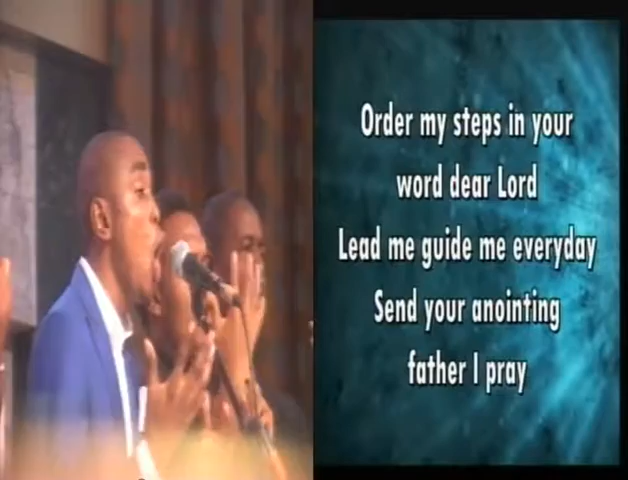 Order my steps in your
word dear Lord
Lead me guide me everyday
Send your anointing
father I pray